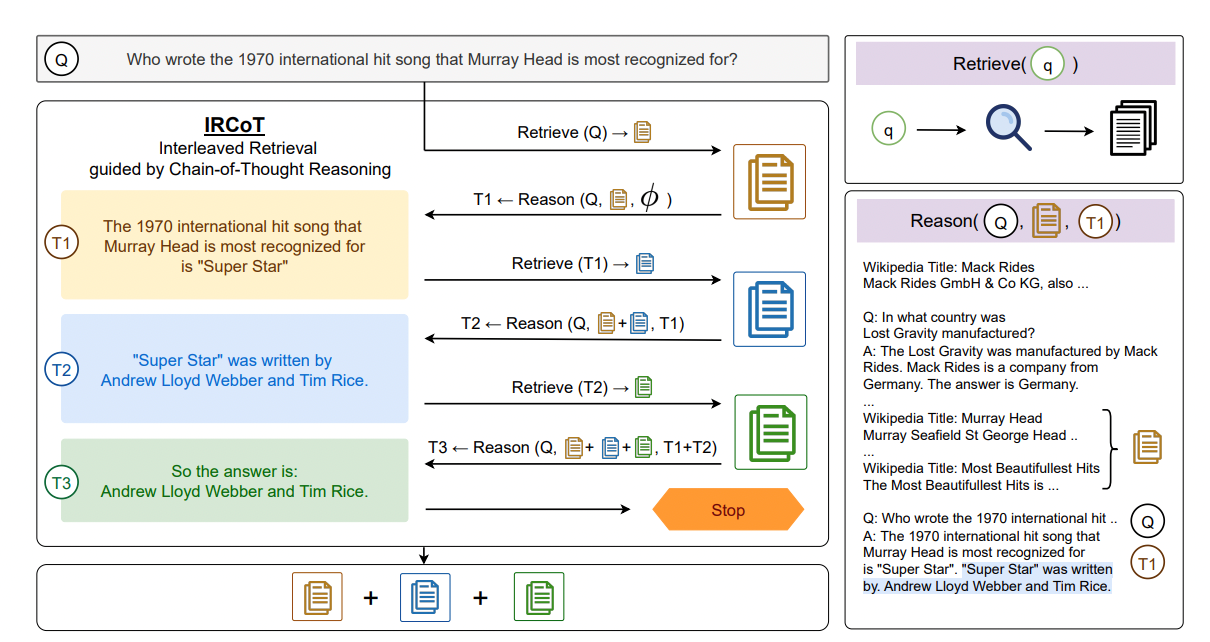 Q
Who wrote the 1970 international hit song that Murray Head is most recognized for?
IRCoT
Interleaved Retrieval
guided by Chain-of-Thought Reasoning
Retrieve (Q) →
T1 ← Reason (Q, , ϕ )
T1
The 1970 international hit song that
Murray Head is most recognized for
is "Super Star"
Retrieve (T1) →
T2 ← Reason (Q, + , T1)
T2
"Super Star" was written by
Andrew Lloyd Webber and Tim Rice.
Retrieve (T2) →
T3 ← Reason (Q, + + , T1+T2)
T3
So the answer is:
Andrew Lloyd Webber and Tim Rice.
Stop
+ +
Retrieve( q )
q
Reason( Q , , T1 )
Wikipedia Title: Mack Rides
Mack Rides GmbH & Co KG, also ...
Q: In what country was
Lost Gravity manufactured?
A: The Lost Gravity was manufactured by Mack
Rides. Mack Rides is a company from
Germany. The answer is Germany.
...
Wikipedia Title: Murray Head
Murray Seafield St George Head ..
...
Wikipedia Title: Most Beautifullest Hits
The Most Beautifullest Hits is ...
Q: Who wrote the 1970 international hit ..
Q
A: The 1970 international hit song that
Murray Head is most recognized for
is "Super Star". "Super Star" was written
by. Andrew Lloyd Webber and Tim Rice.
T1